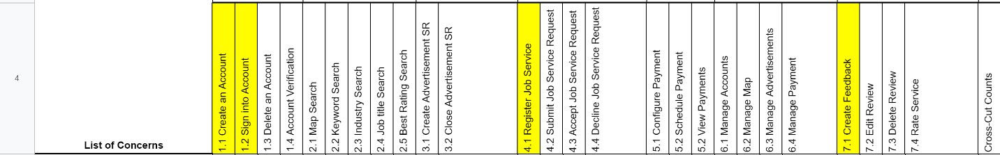 4
List of Concerns
1.1 Create an Account
1.2 Sign into Account
1.3 Delete an Account
1.4 Account Verification
2.1 Map Search
2.2 Keyword Search
2.3 Industry Search
2.4 Job title Search
2.5 Best Rating Search
3.1 Create Advertisement SR
3.2 Close Advertisement SR
4.1 Register Job Service
4.2 Submit Job Service Request
4.3 Accept Job Service Request
4.4 Decline Job Service Request
5.1 Configure Payment
5.2 Schedule Payment
5.2 View Payments
6.1 Manage Accounts
6.2 Manage Map
6.3 Manage Advertisements
6.4 Manage Payment
7.1 Create Feedback
7.2 Edit Review
7.3 Delete Review
7.4 Rate Service
Cross-Cut Counts